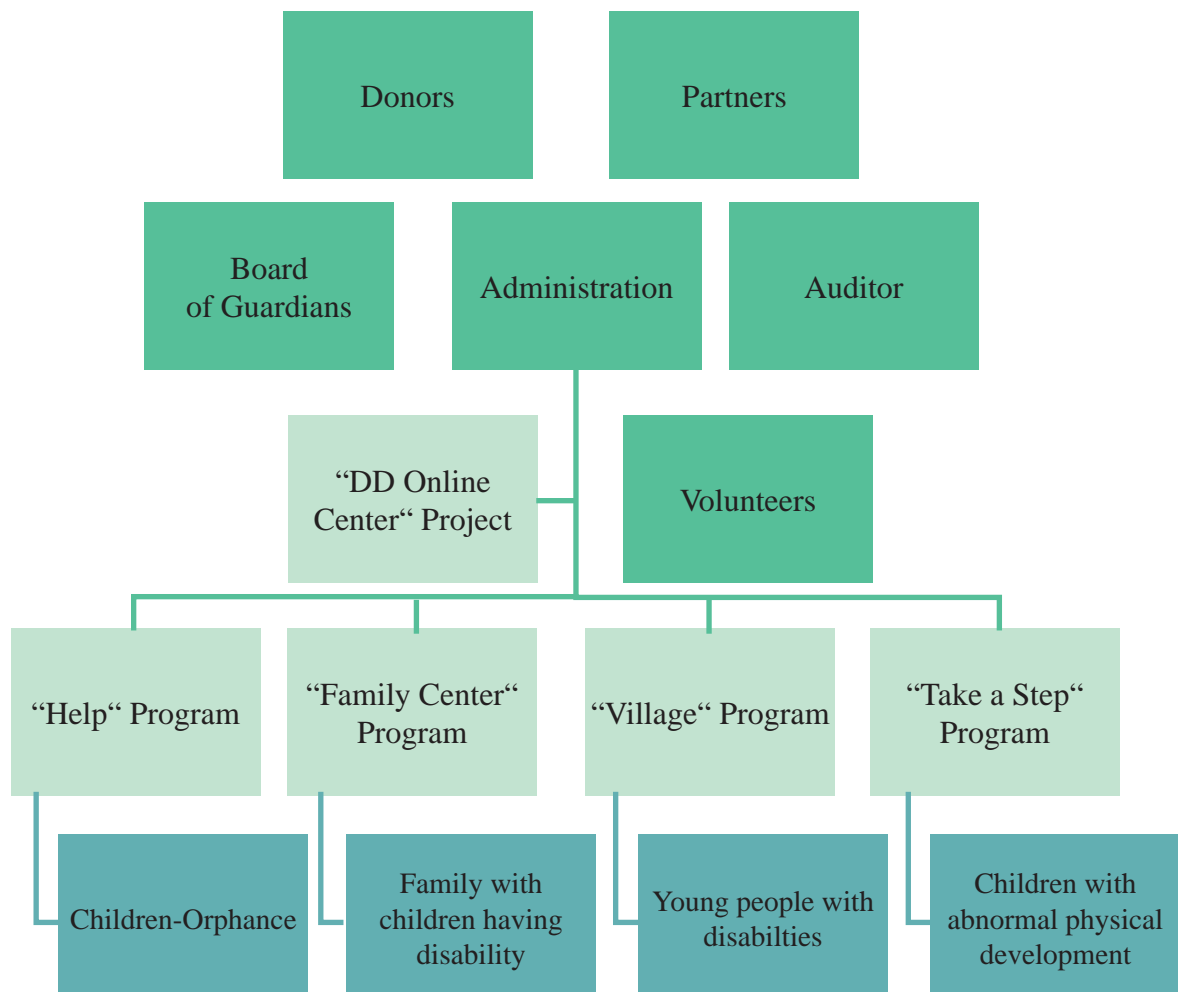 Donors
Partners
Board
of Guardians
Administration
Auditor
“DD Online
Center“ Project
Volunteers
“Help“ Program
“Family Center“
Program
“Village“ Program
“Take a Step“
Program
Children-Orphance
Family with
children having
disability
Young people with
disabilties
Children with
abnormal physical
development